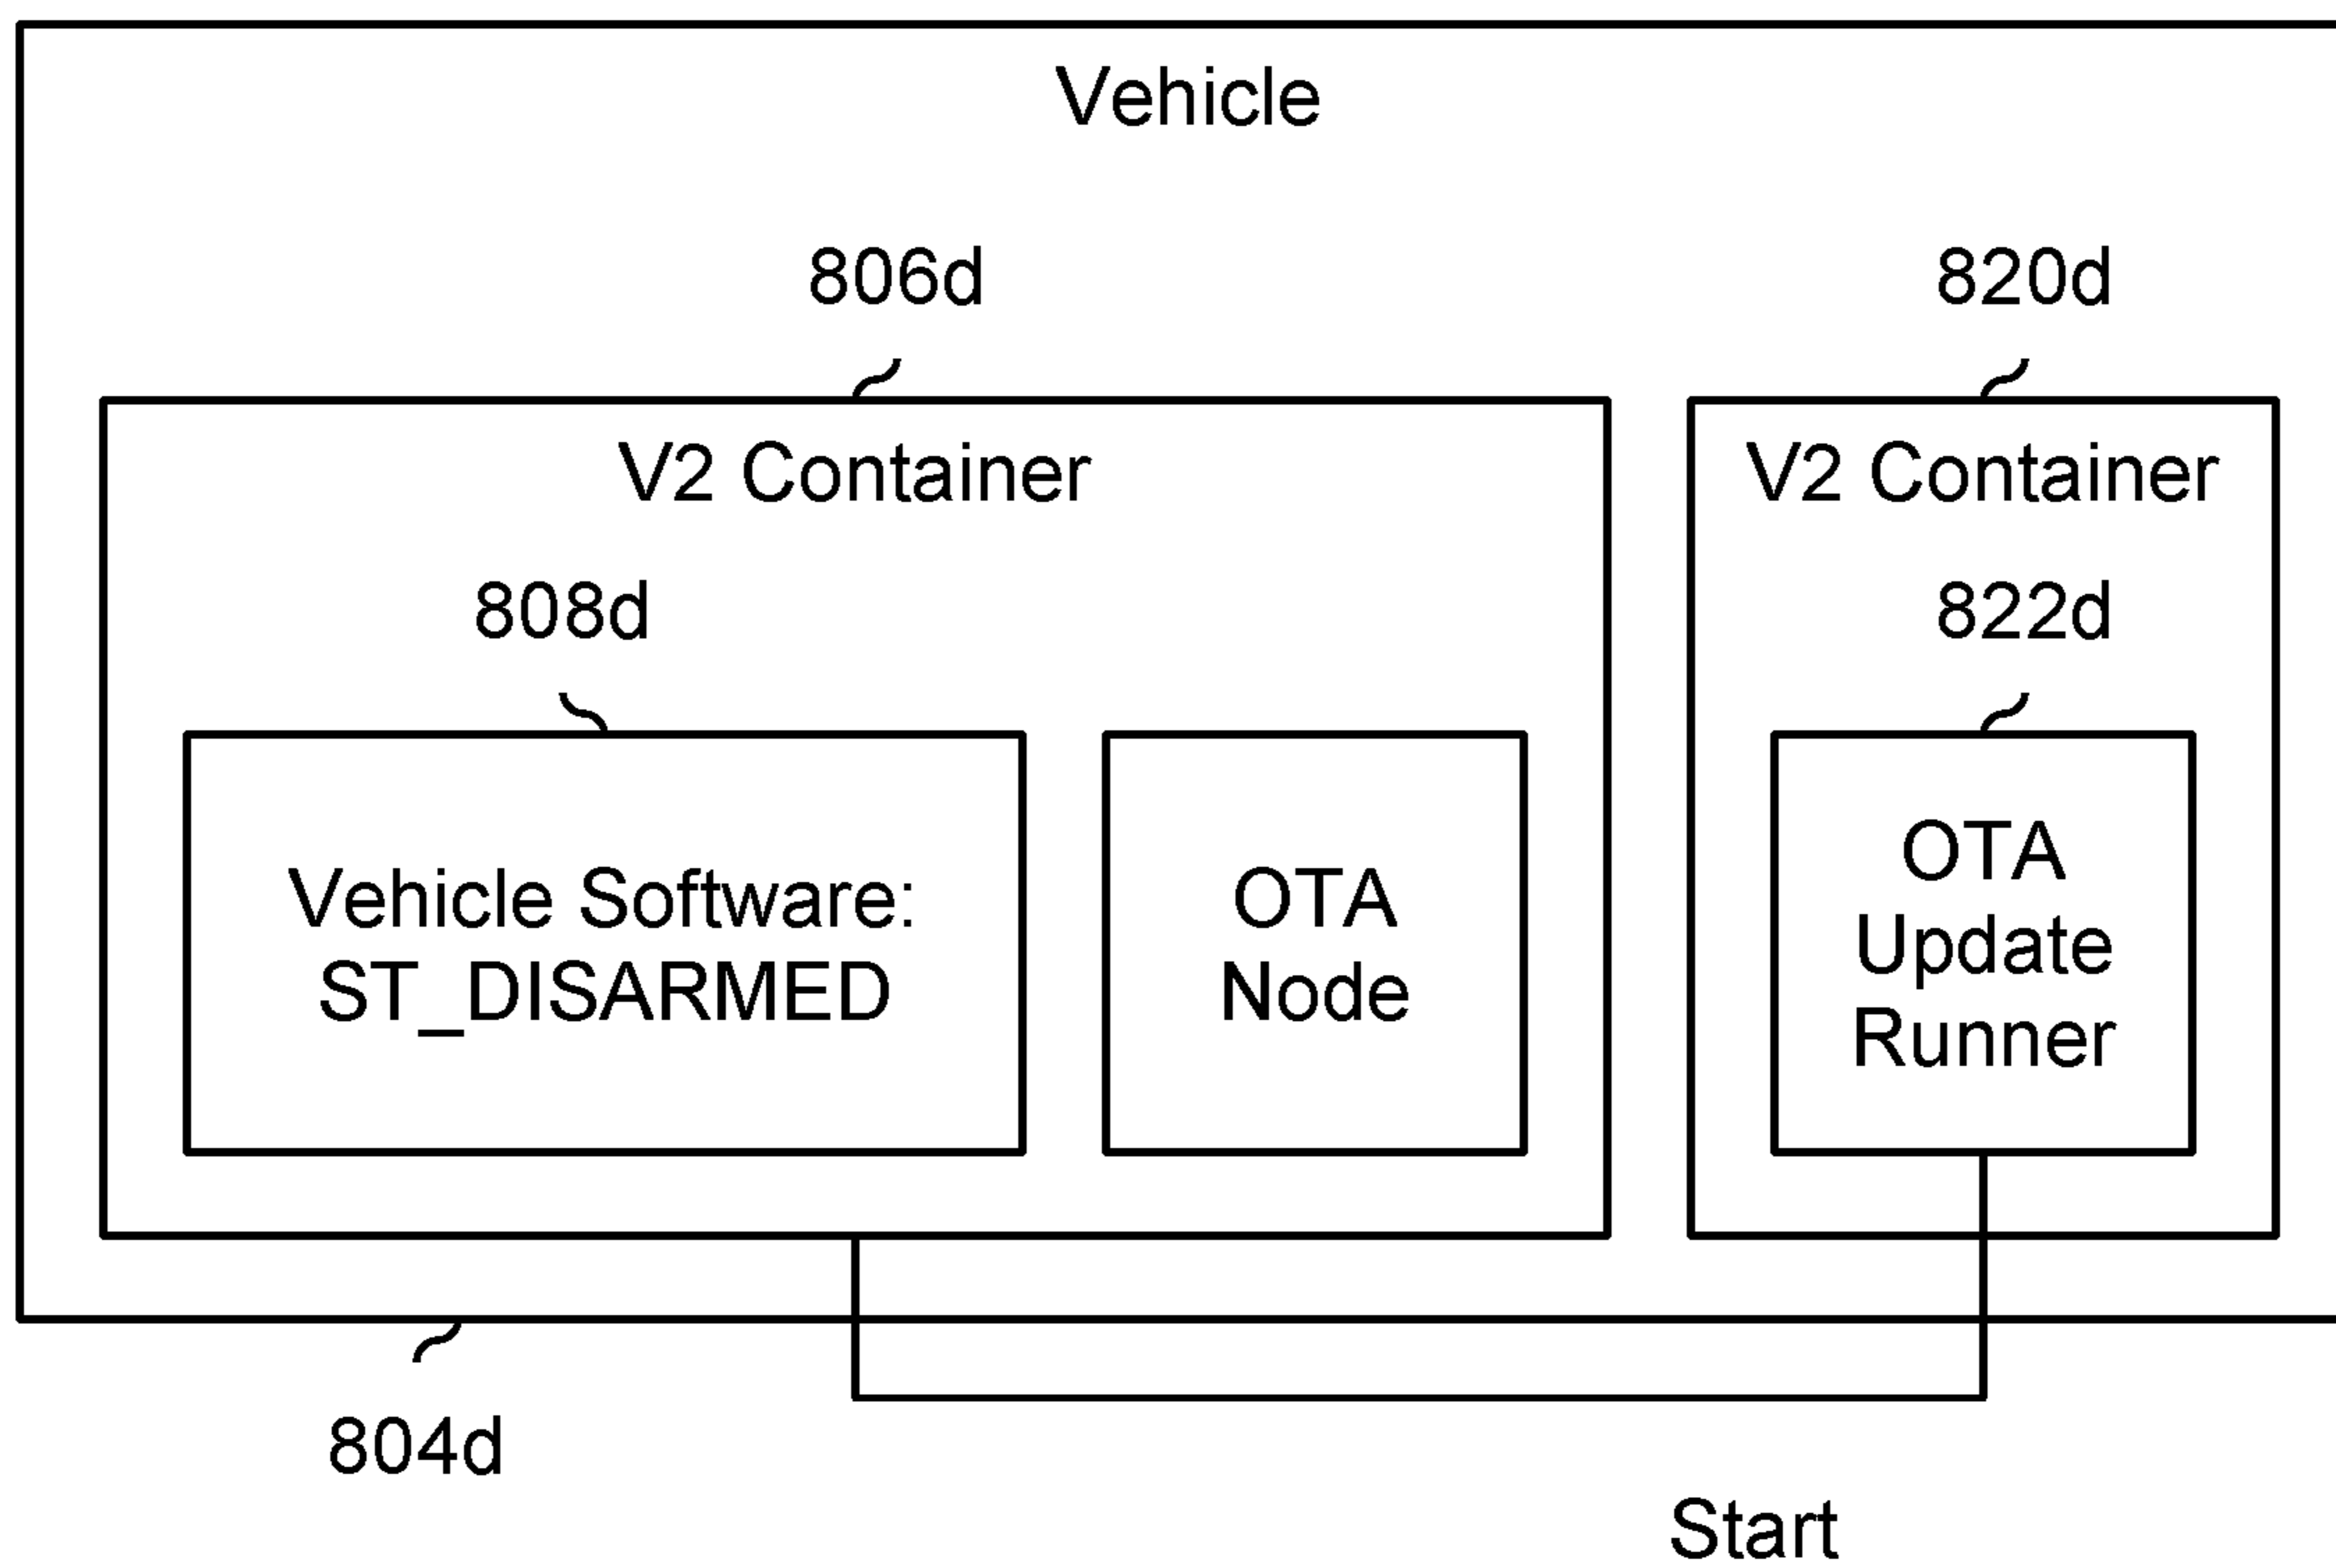 Vehicle
806d
820d
V2 Container
V2 Container
808d
822d
Vehicle Software:
ST_DISARMED
OTA
Node
OTA
Update
Runner
804d
Start